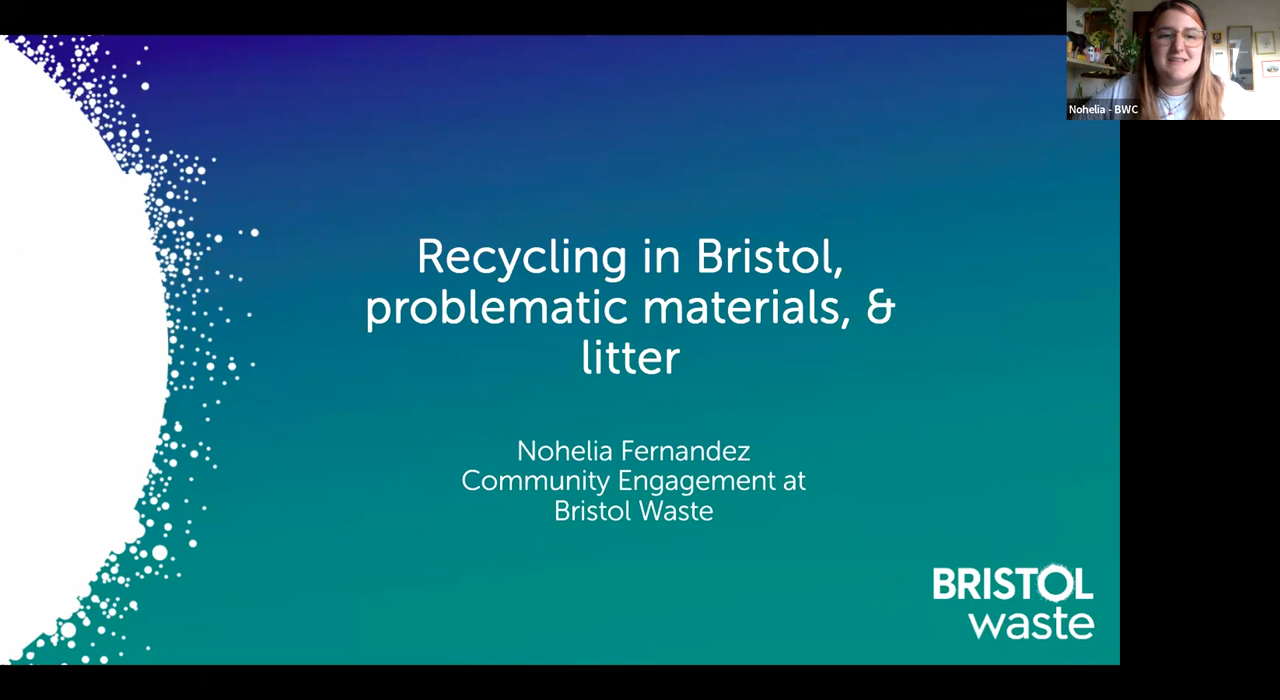 Nohelia - BWC
Recycling in Bristol,
problematic materials, &
litter
Nohelia Fernandez
Community Engagement at
Bristol Waste
BRISTOL
waste